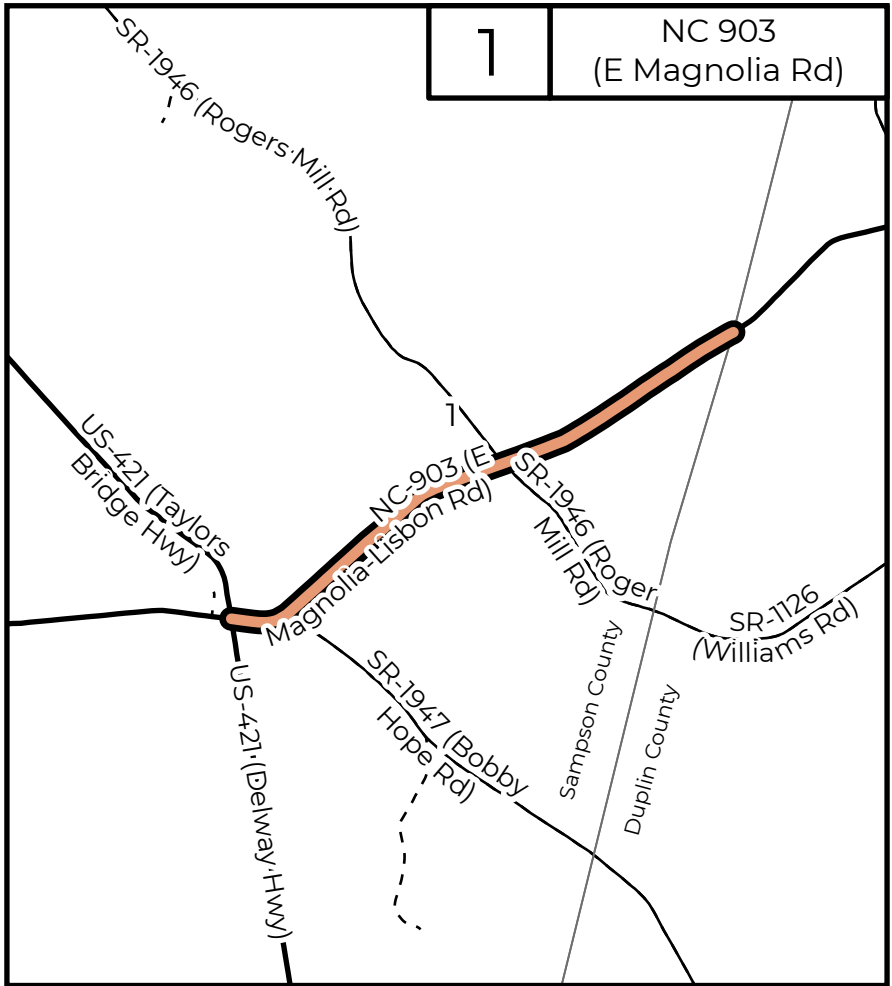 1
NC 903
(E Magnolia Rd)
SR-1946 (Rogers Mill Rd)
1
US-421 (Taylors
Bridge Hwy)
NC-903 (E
Magnolia-Lisbon Rd)
SR-1946 (Roger
Mill Rd)
SR-1126
(Williams Rd)
US-421 (Delway Hwy)
SR-1947 (Bobby
Hope Rd)
Sampson County
Duplin County